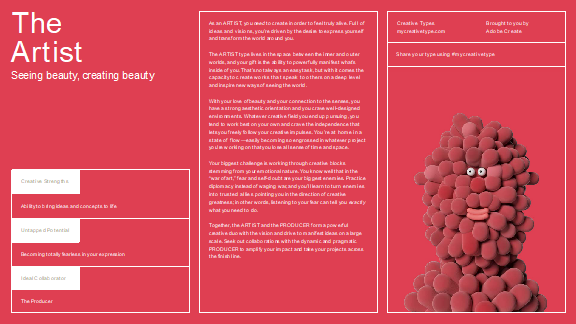 The
Artist
Seeing beauty, creating beauty
Creative Strengths
Ability to bring ideas and concepts to life
Untapped Potential
Becoming totally fearless in your expression
Ideal Collaborator
The Producer
As an ARTIST, you need to create in order to feel truly alive. Full of
ideas and visions, you're driven by the desire to express yourself
and transform the world around you.
The ARTIST type lives in the space between the inner and outer
worlds, and your gift is the ability to powerfully manifest what's
inside of you. That's not always an easy task, but with it comes the
capacity to create works that speak to others on a deep level
and inspire new ways of seeing the world.
With your love of beauty and your connection to the senses, you
have a strong aesthetic orientation and you crave well-designed
environments. Whatever creative field you end up pursuing, you
tend to work best on your own and crave the independence that
lets you freely follow your creative impulses. You're at home in a
state of flow—easily becoming so engrossed in whatever project
you're working on that you lose all sense of time and space.
Your biggest challenge is working through creative blocks
stemming from your emotional nature. You know well that in the
"war of art," fear and self-doubt are your biggest enemies. Practice
diplomacy instead of waging war, and you'll learn to turn enemies
into trusted allies pointing you in the direction of creative
greatness; in other words, listening to your fear can tell you exactly
what you need to do.
Together, the ARTIST and the PRODUCER form a powerful
creative duo with the vision and drive to manifest ideas on a large
scale. Seek out collaborations with the dynamic and pragmatic
PRODUCER to amplify your impact and take your projects across
the finish line.
Creative Types
mycreativetype.com
Brought to you by
Adobe Create
Share your type using #mycreativetype